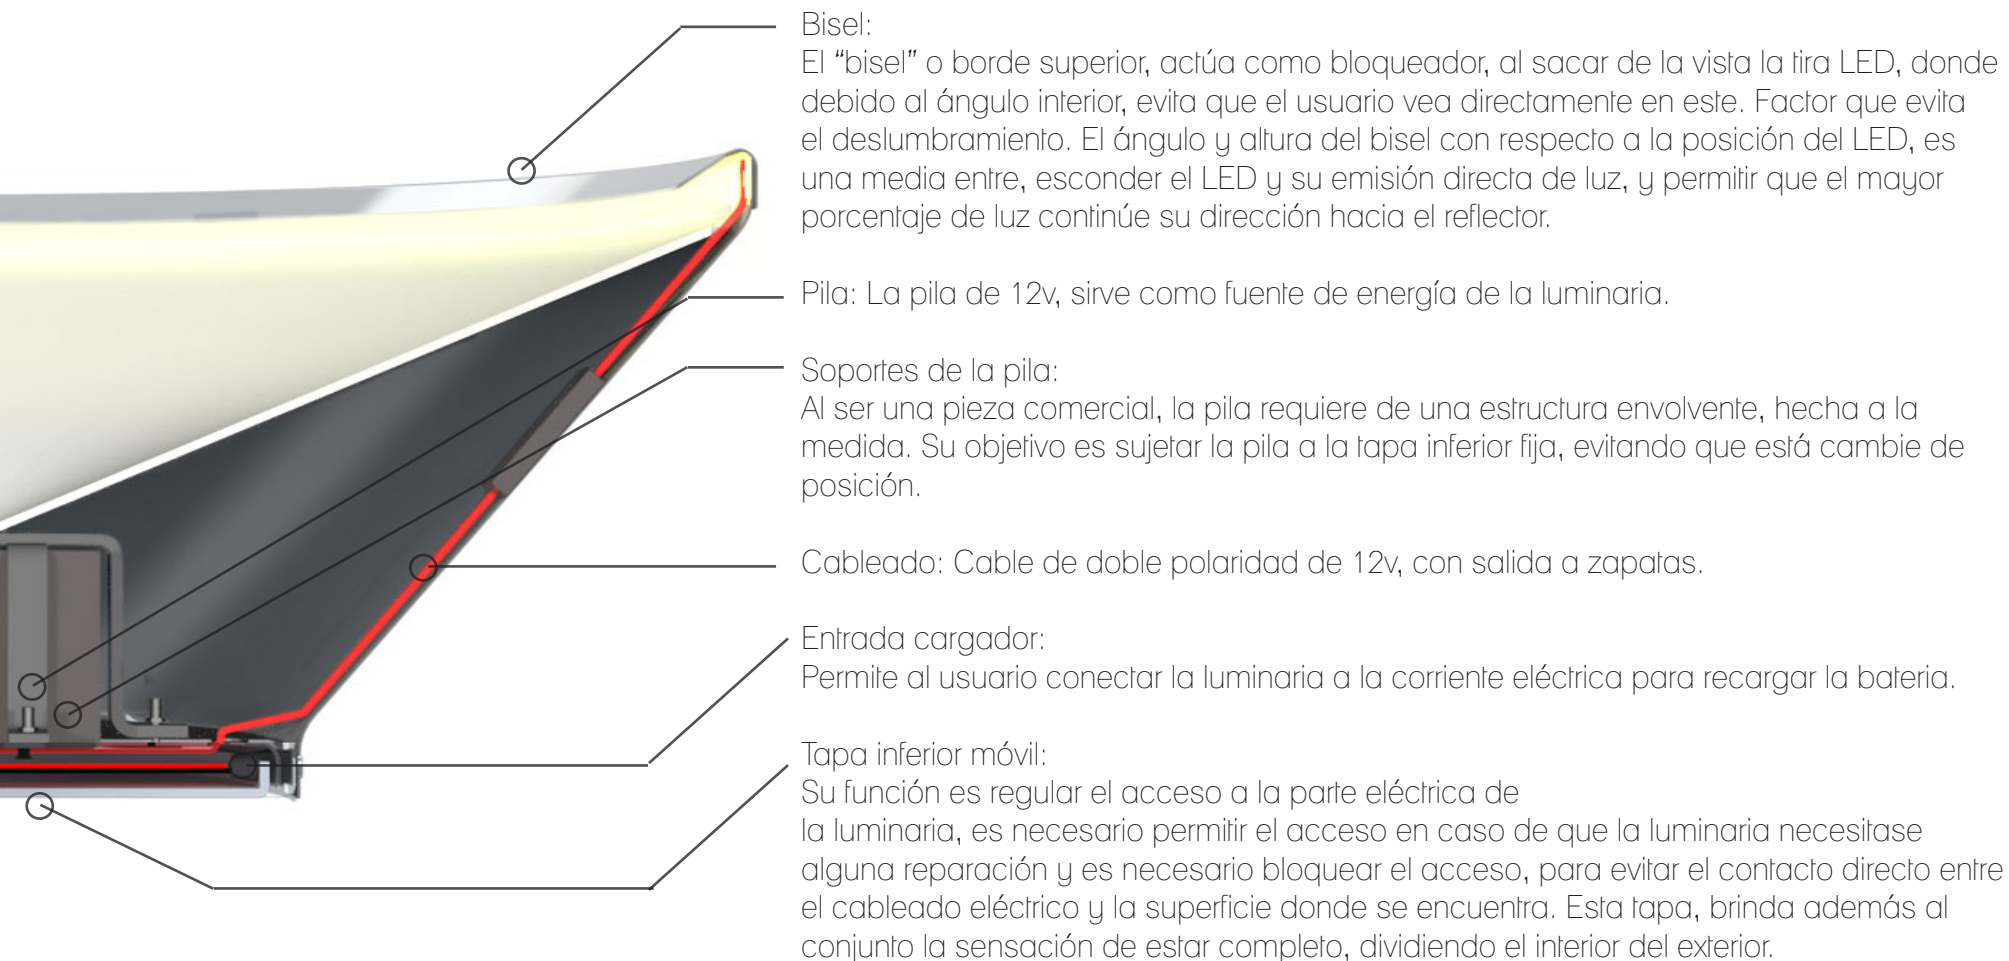 Bisel:
El “bisel” o borde superior, actúa como bloqueador, al sacar de la vista la tira LED, donde
debido al ángulo interior, evita que el usuario vea directamente en este. Factor que evita
el deslumbramiento. El ángulo y altura del bisel con respecto a la posición del LED, es
una media entre, esconder el LED y su emisión directa de luz, y permitir que el mayor
porcentaje de luz continúe su dirección hacia el reflector.
Pila: La pila de 12v, sirve como fuente de energía de la luminaria.
Soportes de la pila:
Al ser una pieza comercial, la pila requiere de una estructura envolvente, hecha a la
medida. Su objetivo es sujetar la pila a la tapa inferior fija, evitando que está cambie de
posición.
Cableado: Cable de doble polaridad de 12v, con salida a zapatas.
Entrada cargador:
Permite al usuario conectar la luminaria a la corriente eléctrica para recargar la bateria.
Tapa inferior móvil:
Su función es regular el acceso a la parte eléctrica de
la luminaria, es necesario permitir el acceso en caso de que la luminaria necesitase
alguna reparación y es necesario bloquear el acceso, para evitar el contacto directo entre
el cableado eléctrico y la superficie donde se encuentra. Esta tapa, brinda además al
conjunto la sensación de estar completo, dividiendo el interior del exterior.